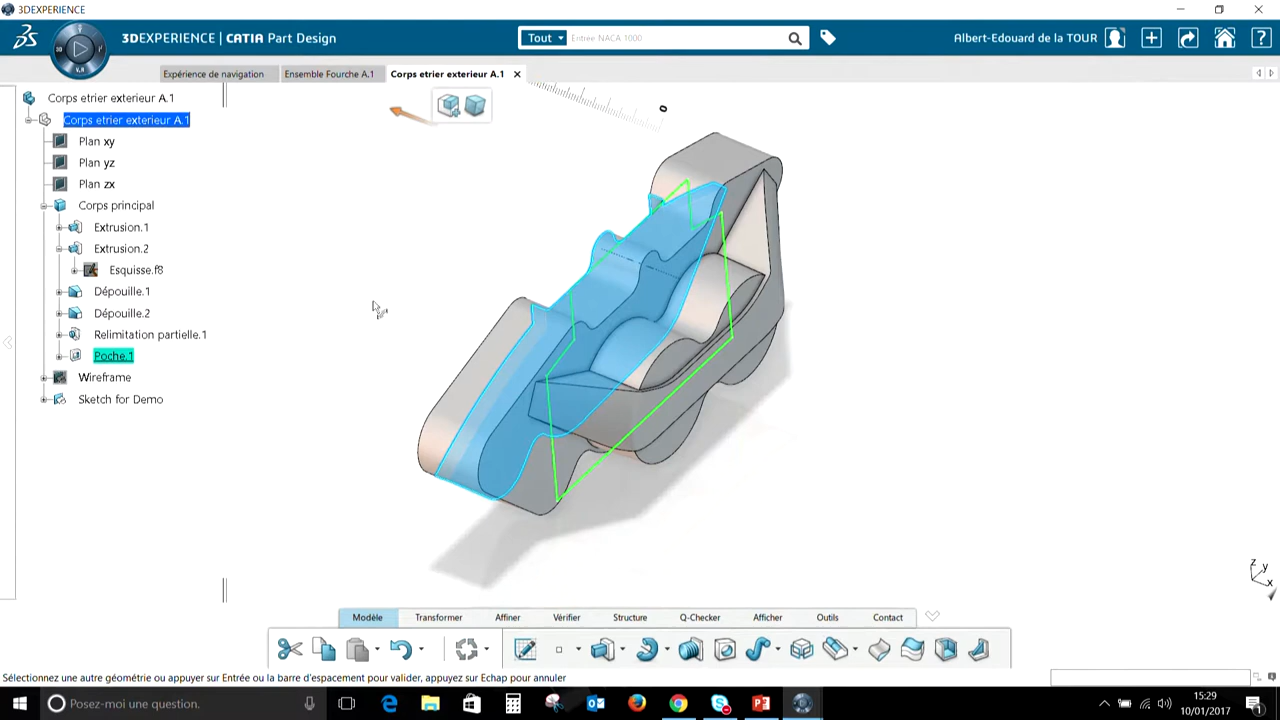 3DEXPERIENCE
3DEXPERIENCE | CATIA Part Design
Tout
Entrée NACA 1000
Albert-Edouard de la TOUR
3D
V.R
Expérience de navigation
Ensemble Fourche A.1
Corps etrier exterieur A.1
Corps etrier exterieur A.1
Corps etrier exterieur A.1
Plan xy
Plan yz
Plan zx
Corps principal
Extrusion.1
Extrusion.2
Esquisse.f8
Dépouille.1
Dépouille.2
Relimitation partielle.1
Poche.1
Wireframe
Sketch for Demo
0
z
y
x
Modèle
Transformer
Affiner
Vérifier
Structure
Q-Checker
Afficher
Outils
Contact
Sélectionnez une autre géométrie ou appuyer sur Entrée ou la barre d'espacement pour valider, appuyez sur Echap pour annuler
Posez-moi une question.
15:29
10/01/2017